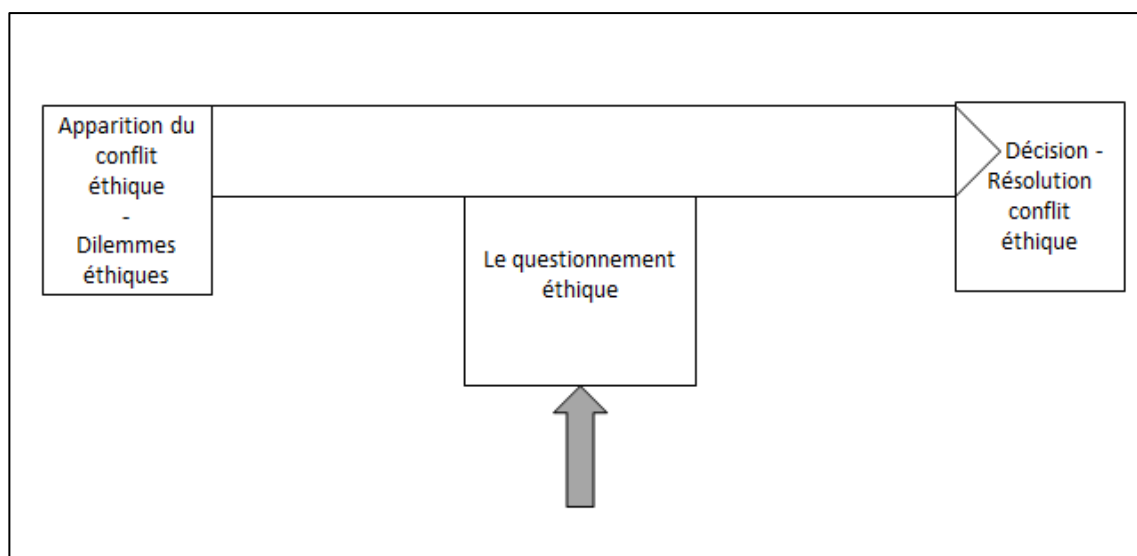 Apparition du
conflit
éthique
-
Dilemmes
éthiques
Le questionnement
éthique
Décision -
Résolution
conflit
éthique